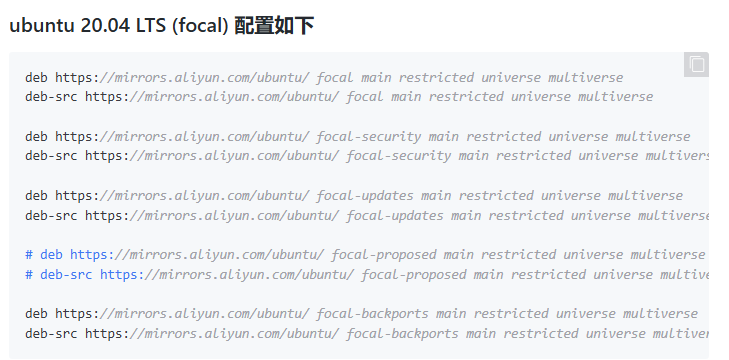 ubuntu 20.04 LTS (focal) 配置如下
deb https://mirrors.aliyun.com/ubuntu/ focal main restricted universe multiverse
deb-src https://mirrors.aliyun.com/ubuntu/ focal main restricted universe multiverse
deb https://mirrors.aliyun.com/ubuntu/ focal-security main restricted universe multiverse
deb-src https://mirrors.aliyun.com/ubuntu/ focal-security main restricted universe multivers
deb https://mirrors.aliyun.com/ubuntu/ focal-updates main restricted universe multiverse
deb-src https://mirrors.aliyun.com/ubuntu/ focal-updates main restricted universe multiverse
# deb https://mirrors.aliyun.com/ubuntu/ focal-proposed main restricted universe multiverse
# deb-src https://mirrors.aliyun.com/ubuntu/ focal-proposed main restricted universe multive
deb https://mirrors.aliyun.com/ubuntu/ focal-backports main restricted universe multiverse
deb-src https://mirrors.aliyun.com/ubuntu/ focal-backports main restricted universe multiver